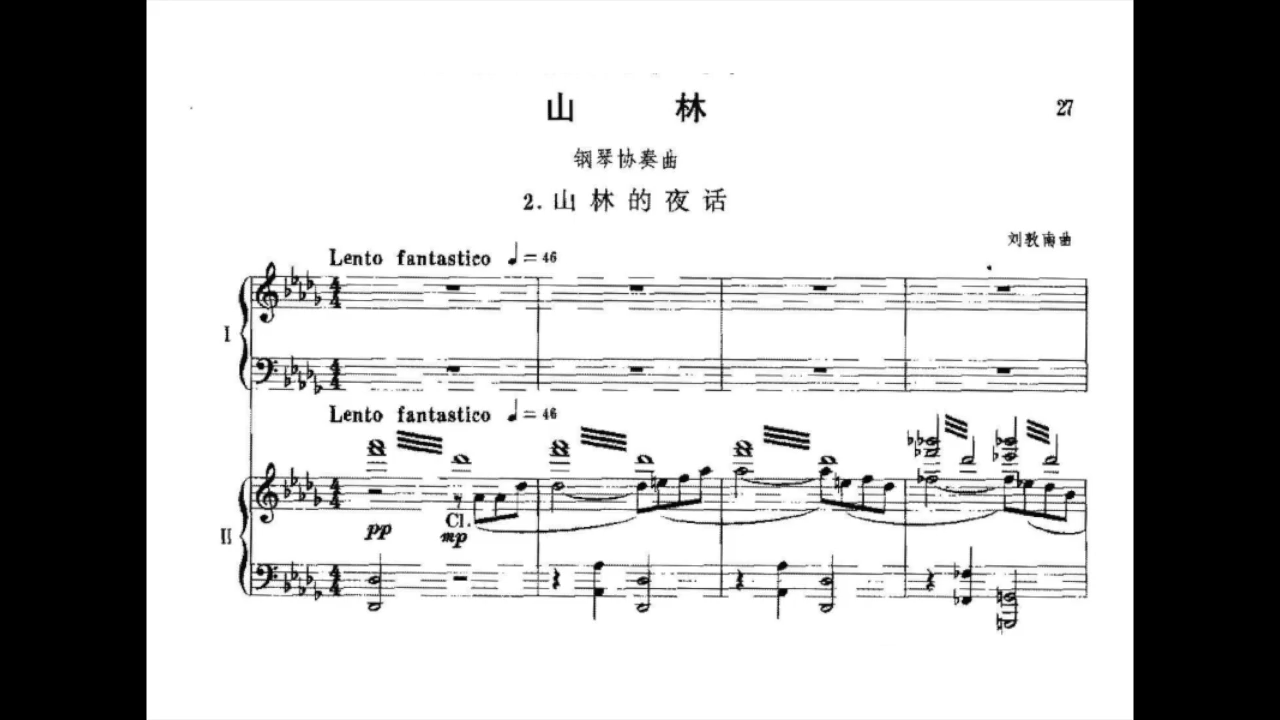 山 林
27
钢琴协奏曲
2. 山林的夜话
刘敦南曲
Lento fantastico ♩= 46
I
Lento fantastico ♩= 46
II
pp
Cl.
mp